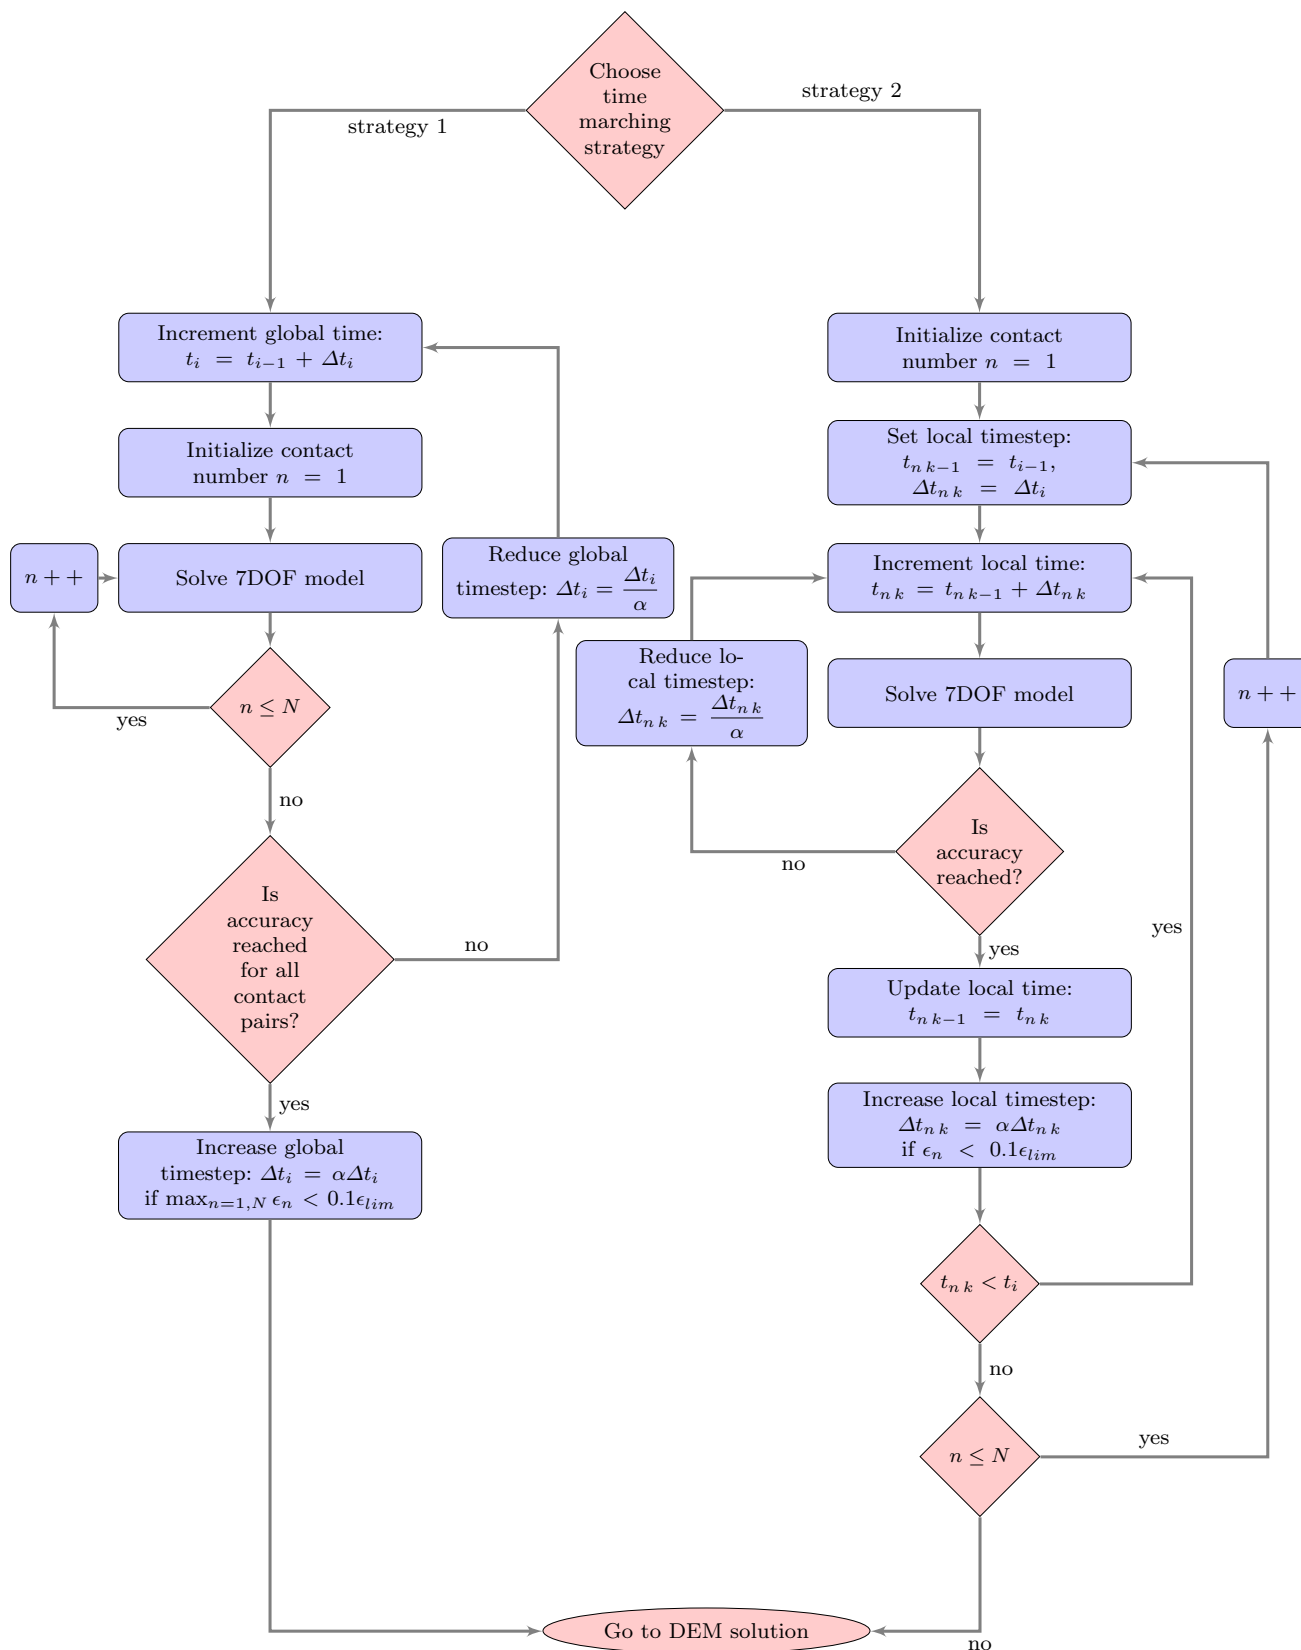 Choose
time
marching
strategy
strategy 1
strategy 2
Increment global time:
t_i = t_{i−1} + Δt_i
Initialize contact
number n = 1
n + +
Solve 7DOF model
n ≤ N
yes
no
Is
accuracy
reached
for all
contact
pairs?
no
Reduce global
timestep: Δt_i = Δt_i / α
yes
Increase global
timestep: Δt_i = αΔt_i
if max_{n=1,N} ϵ_n < 0.1ϵ_{lim}
Initialize contact
number n = 1
Set local timestep:
t_{n k−1} = t_{i−1},
Δt_{n k} = Δt_i
Increment local time:
t_{n k} = t_{n k−1} + Δt_{n k}
Reduce lo-
cal timestep:
Δt_{n k} = Δt_{n k} / α
Solve 7DOF model
n + +
Is
accuracy
reached?
no
yes
yes
Update local time:
t_{n k−1} = t_{n k}
Increase local timestep:
Δt_{n k} = αΔt_{n k}
if ϵ_n < 0.1ϵ_{lim}
t_{n k} < t_i
no
n ≤ N
yes
Go to DEM solution
no